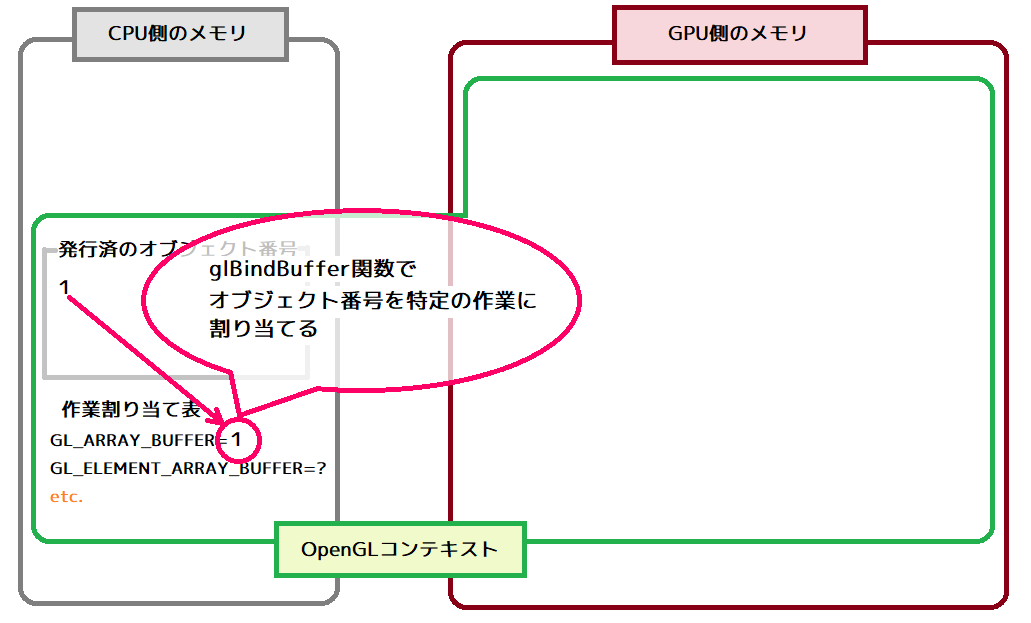 CPU側のメモリ
GPU側のメモリ
発行済のオブジェクト番号
1
glBindBuffer関数で
オブジェクト番号を特定の作業に
割り当てる
作業割り当て表
GL_ARRAY_BUFFER=1
GL_ELEMENT_ARRAY_BUFFER=?
etc.
OpenGLコンテキスト